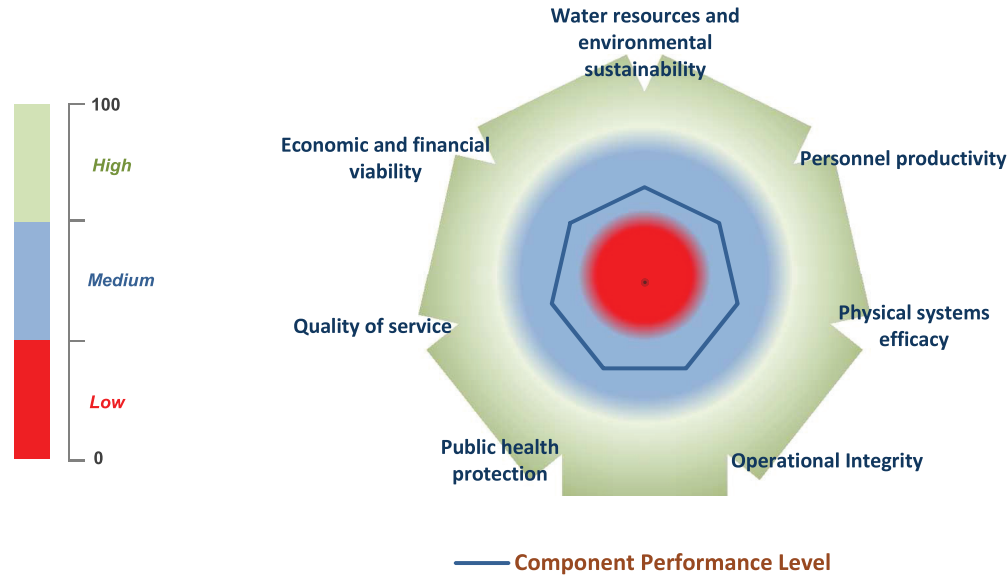 Water resources and
environmental
sustainability
100
High
Economic and financial
viability
Personnel productivity
Medium
Quality of service
Physical systems
efficacy
Low
0
Public health
protection
Operational Integrity
Component Performance Level